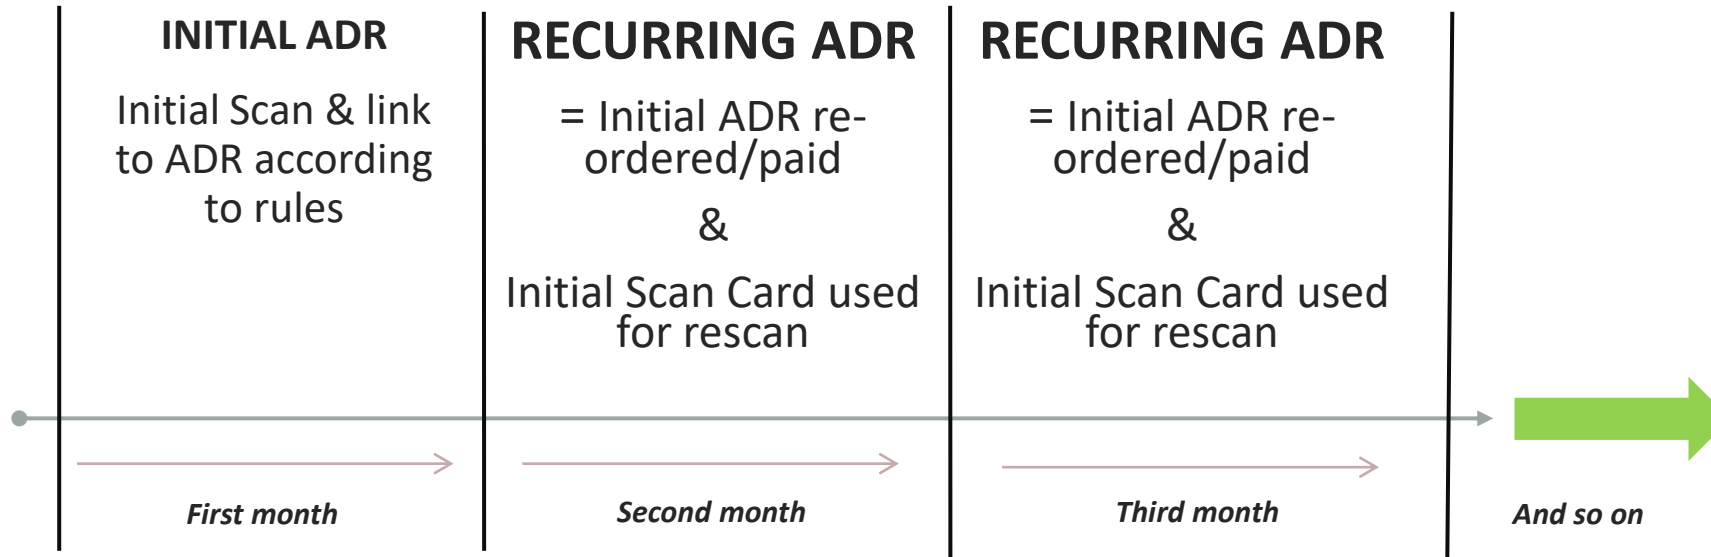 INITIAL ADR
Initial Scan & link
to ADR according
to rules
RECURRING ADR
= Initial ADR re-
ordered/paid
&
Initial Scan Card used
for rescan
RECURRING ADR
= Initial ADR re-
ordered/paid
&
Initial Scan Card used
for rescan
First month
Second month
Third month
And so on